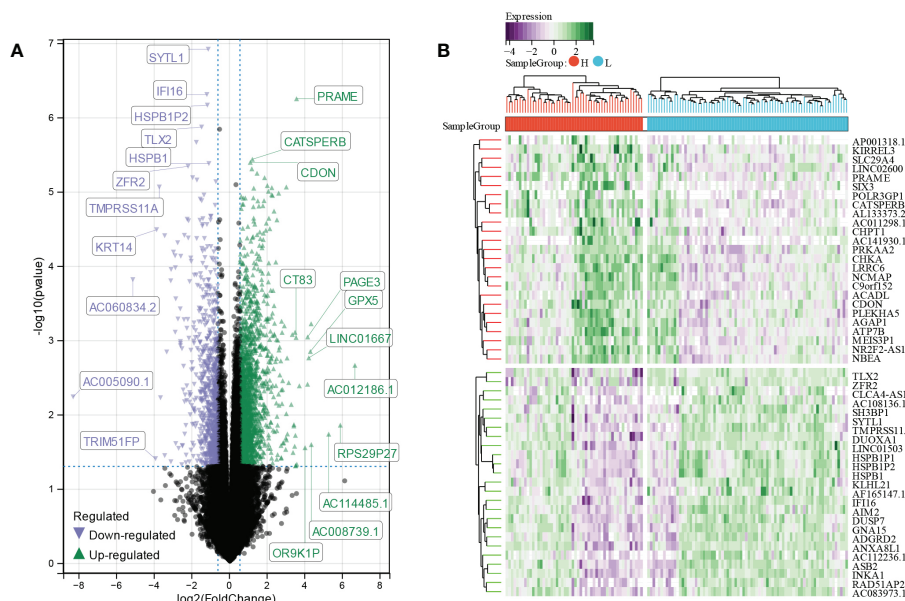 A
7
6
5
4
3
2
1
0
-log10(pvalue)
SYTL1
IFI16
HSPB1P2
TLX2
HSPB1
ZFR2
TMPRSS11A
KRT14
AC060834.2
AC005090.1
TRIM51FP
PRAME
CATSPERB
CDON
CT83
PAGE3
GPX5
LINC01667
AC012186.1
RPS29P27
AC114485.1
AC008739.1
OR9K1P
Regulated
Down-regulated
Up-regulated
-8 -6 -4 -2 0 2 4 6 8
log2(FoldChange)
B
Expression
-4 -2 0 2
SampleGroup: H L
SampleGroup
AP001318.1
KIRREL3
SLC29A4
LINC02600
PRAME
SIX3
POLR3GP1
CATSPERB
AL133373.2
AC011298.1
CHPT1
AC141930.1
PRKAA2
CHKA
LRRC6
NCMAP
C9orf152
ACADL
CDON
PLEKHA5
AGAP1
ATP7B
MEIS3P1
NR2F2-AS1
NBEA
TLX2
ZFR2
CLCA4-AS1
AC108136.1
SH3BP1
SYTL1
TMPRSS11A
DUOXA1
LINC01503
HSPB1P1
HSPB1P2
HSPB1
KLHL21
AF165147.1
IFI16
AIM2
DUSP7
GNA15
ADGRD2
ANXA8L1
AC112236.1
ASB2
INKA1
RAD51AP2
AC083973.1